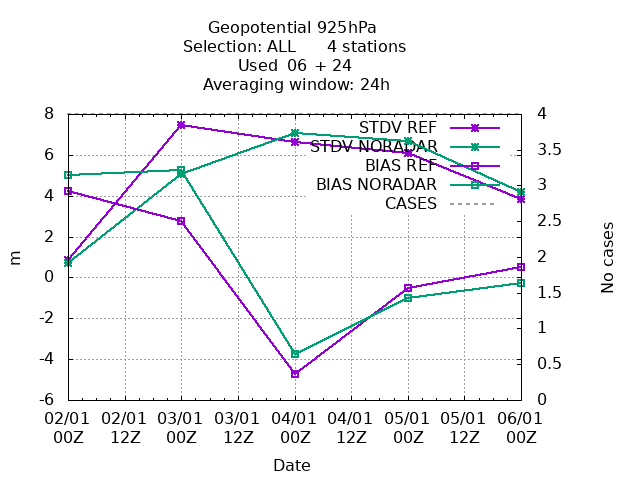 Geopotential 925hPa
Selection: ALL 4 stations
Used 06 + 24
Averaging window: 24h
8
6
4
2
0
-2
-4
-6
m
4
3.5
3
2.5
2
1.5
1
0.5
0
No cases
STDV REF
STDV NORADAR
BIAS REF
BIAS NORADAR
CASES
02/01 02/01 03/01 03/01 04/01 04/01 05/01 05/01 06/01
00Z 12Z 00Z 12Z 00Z 12Z 00Z 12Z 00Z
Date